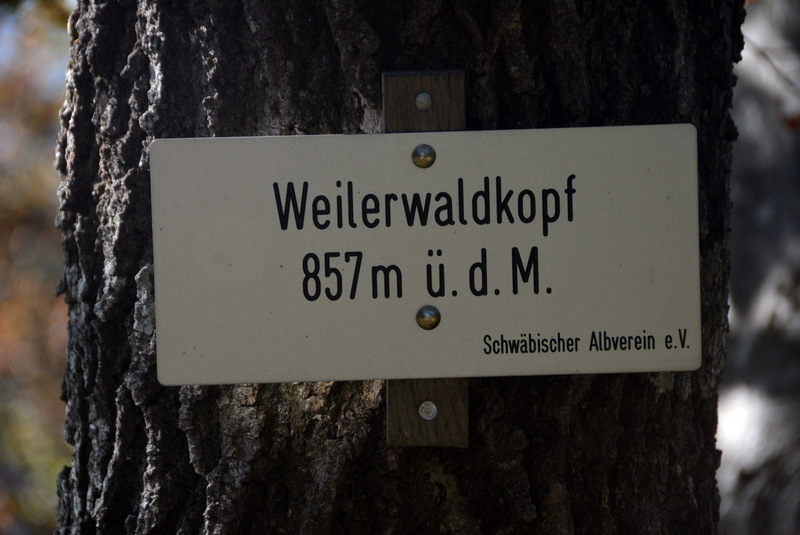 Weilerwaldkopf
857m ü. d. M.
Schwäbischer Albverein e.V.